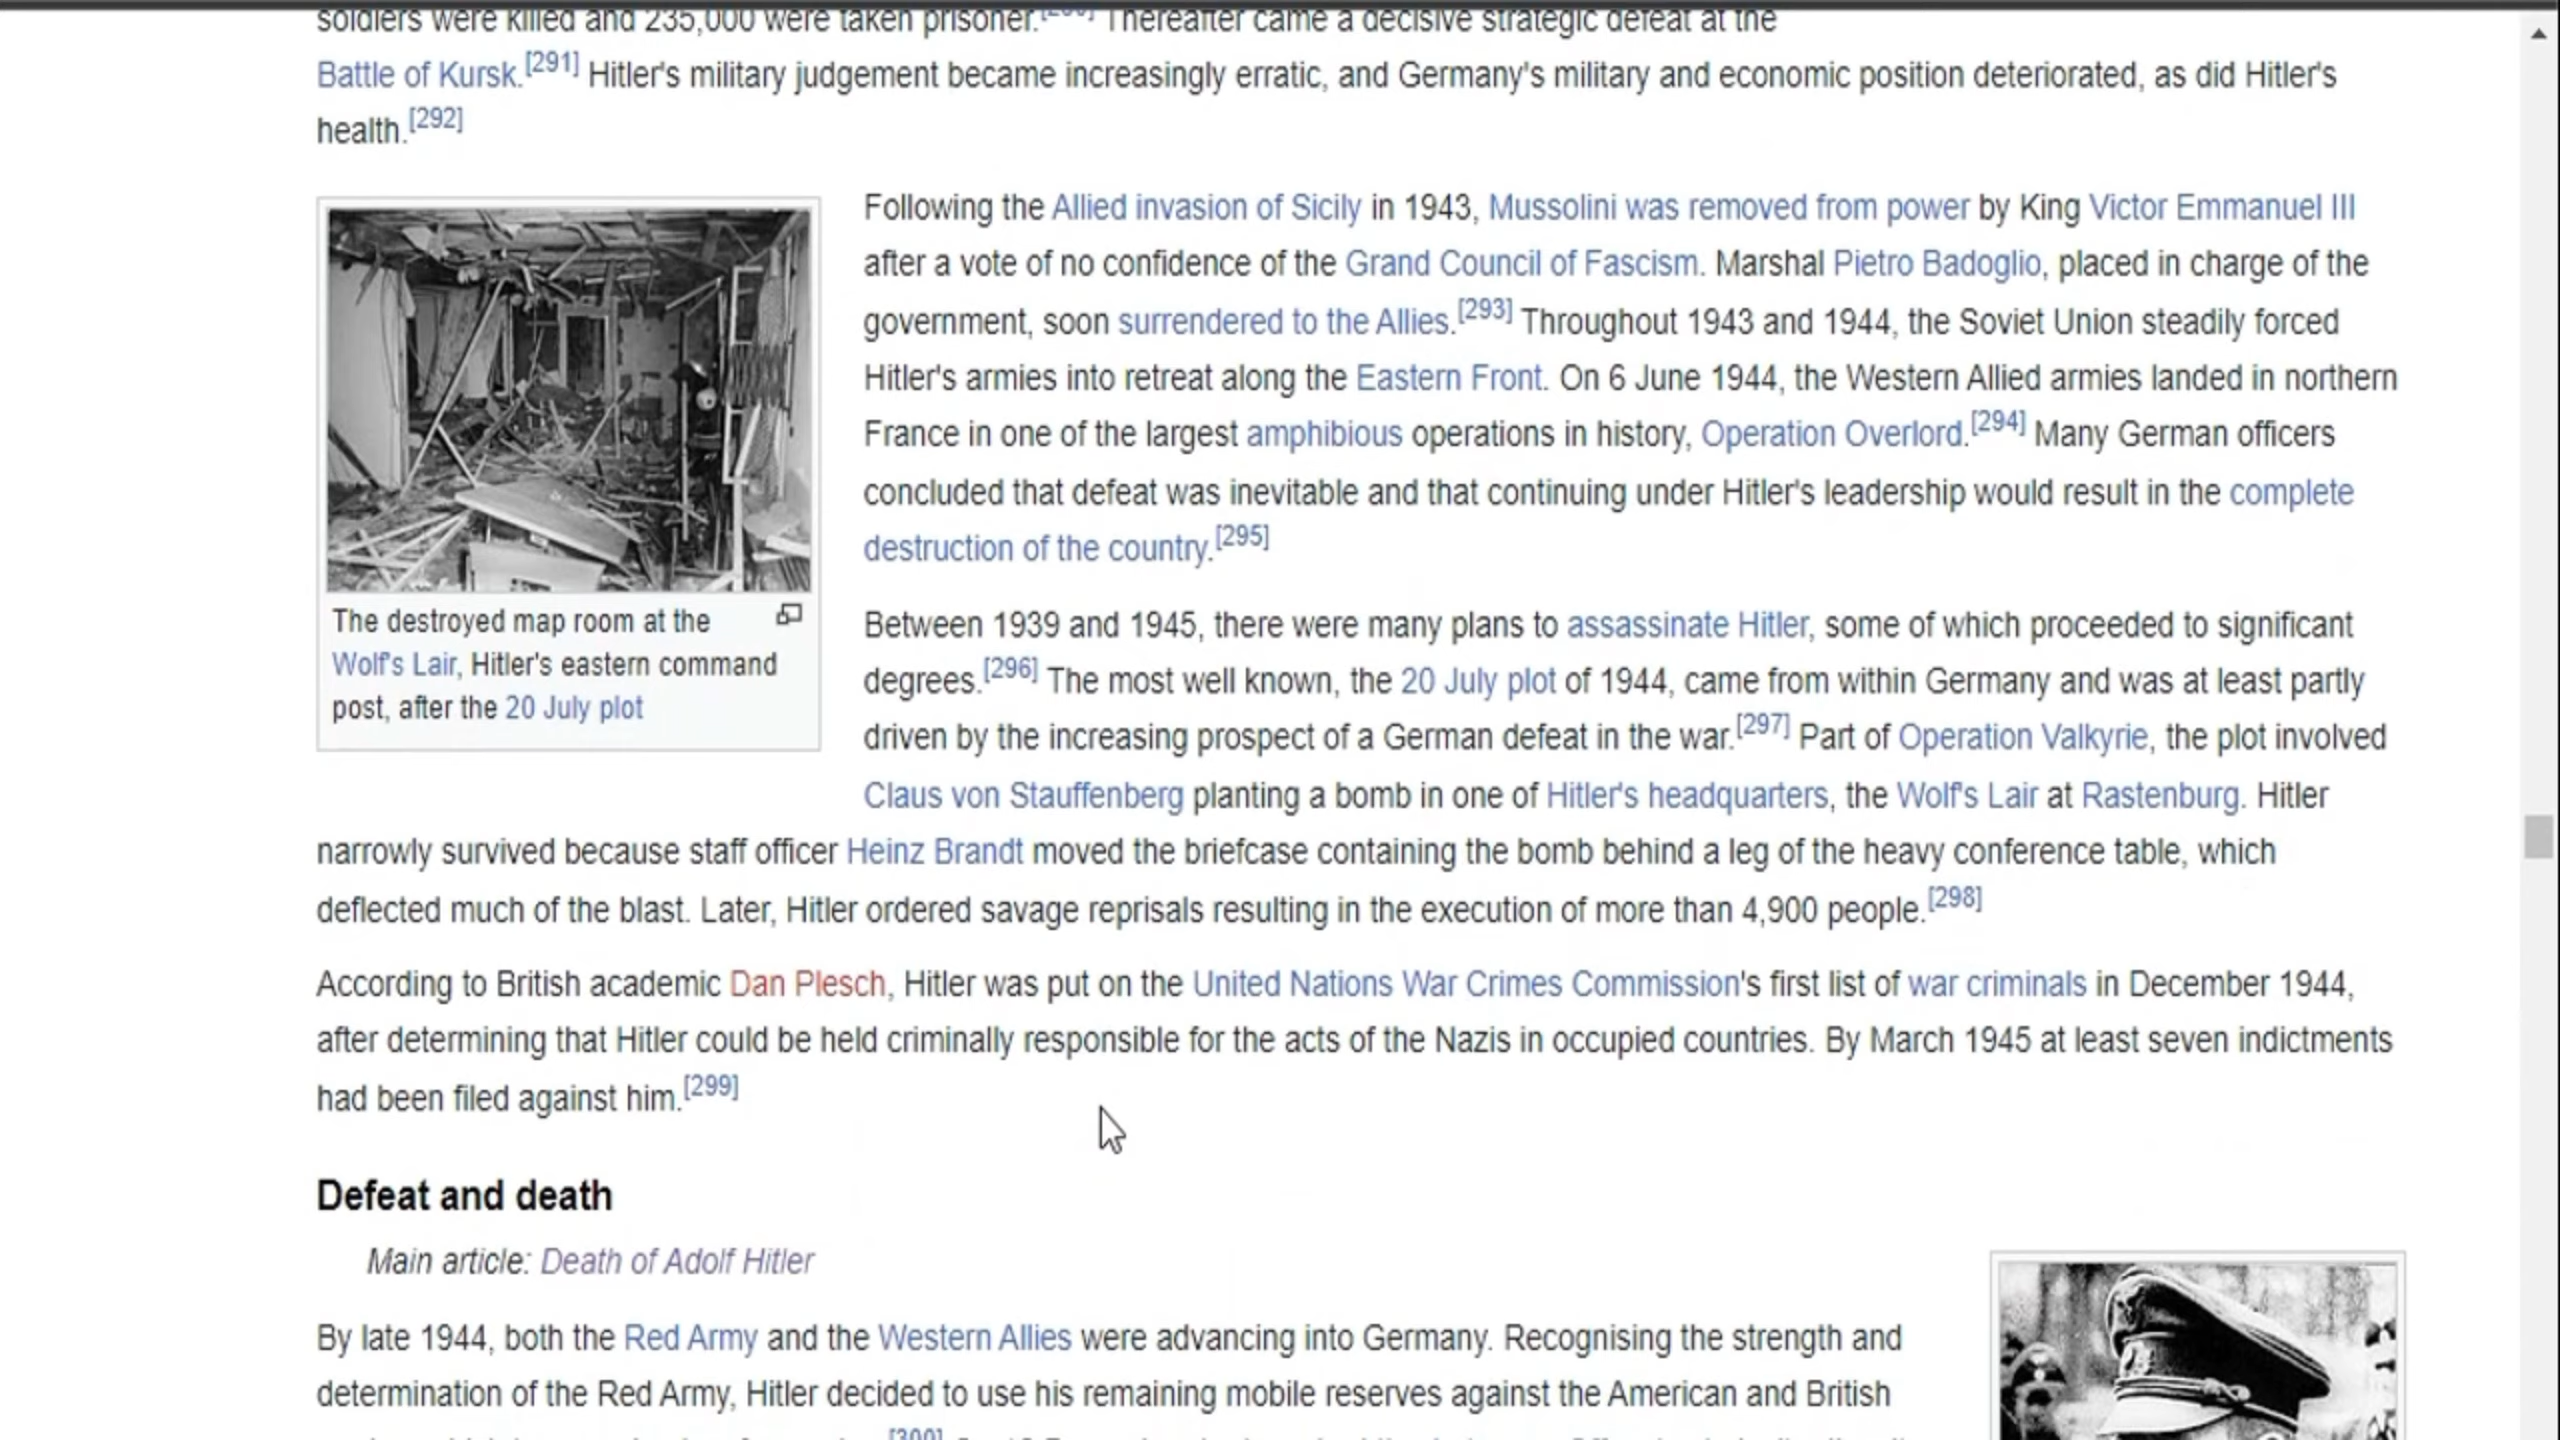 soldiers were killed and 235,000 were taken prisoner. Thereafter came a decisive strategic defeat at the
Battle of Kursk.[291] Hitler's military judgement became increasingly erratic, and Germany's military and economic position deteriorated, as did Hitler's
health.[292]
Following the Allied invasion of Sicily in 1943, Mussolini was removed from power by King Victor Emmanuel III
after a vote of no confidence of the Grand Council of Fascism. Marshal Pietro Badoglio, placed in charge of the
government, soon surrendered to the Allies.[293] Throughout 1943 and 1944, the Soviet Union steadily forced
Hitler's armies into retreat along the Eastern Front. On 6 June 1944, the Western Allied armies landed in northern
France in one of the largest amphibious operations in history, Operation Overlord.[294] Many German officers
concluded that defeat was inevitable and that continuing under Hitler's leadership would result in the complete
destruction of the country.[295]
The destroyed map room at the
Wolf's Lair, Hitler's eastern command
post, after the 20 July plot
Between 1939 and 1945, there were many plans to assassinate Hitler, some of which proceeded to significant
degrees.[296] The most well known, the 20 July plot of 1944, came from within Germany and was at least partly
driven by the increasing prospect of a German defeat in the war.[297] Part of Operation Valkyrie, the plot involved
Claus von Stauffenberg planting a bomb in one of Hitler's headquarters, the Wolf's Lair at Rastenburg. Hitler
narrowly survived because staff officer Heinz Brandt moved the briefcase containing the bomb behind a leg of the heavy conference table, which
deflected much of the blast. Later, Hitler ordered savage reprisals resulting in the execution of more than 4,900 people.[298]
According to British academic Dan Plesch, Hitler was put on the United Nations War Crimes Commission's first list of war criminals in December 1944,
after determining that Hitler could be held criminally responsible for the acts of the Nazis in occupied countries. By March 1945 at least seven indictments
had been filed against him.[299]
Defeat and death
Main article: Death of Adolf Hitler
By late 1944, both the Red Army and the Western Allies were advancing into Germany. Recognising the strength and
determination of the Red Army, Hitler decided to use his remaining mobile reserves against the American and British
[300]